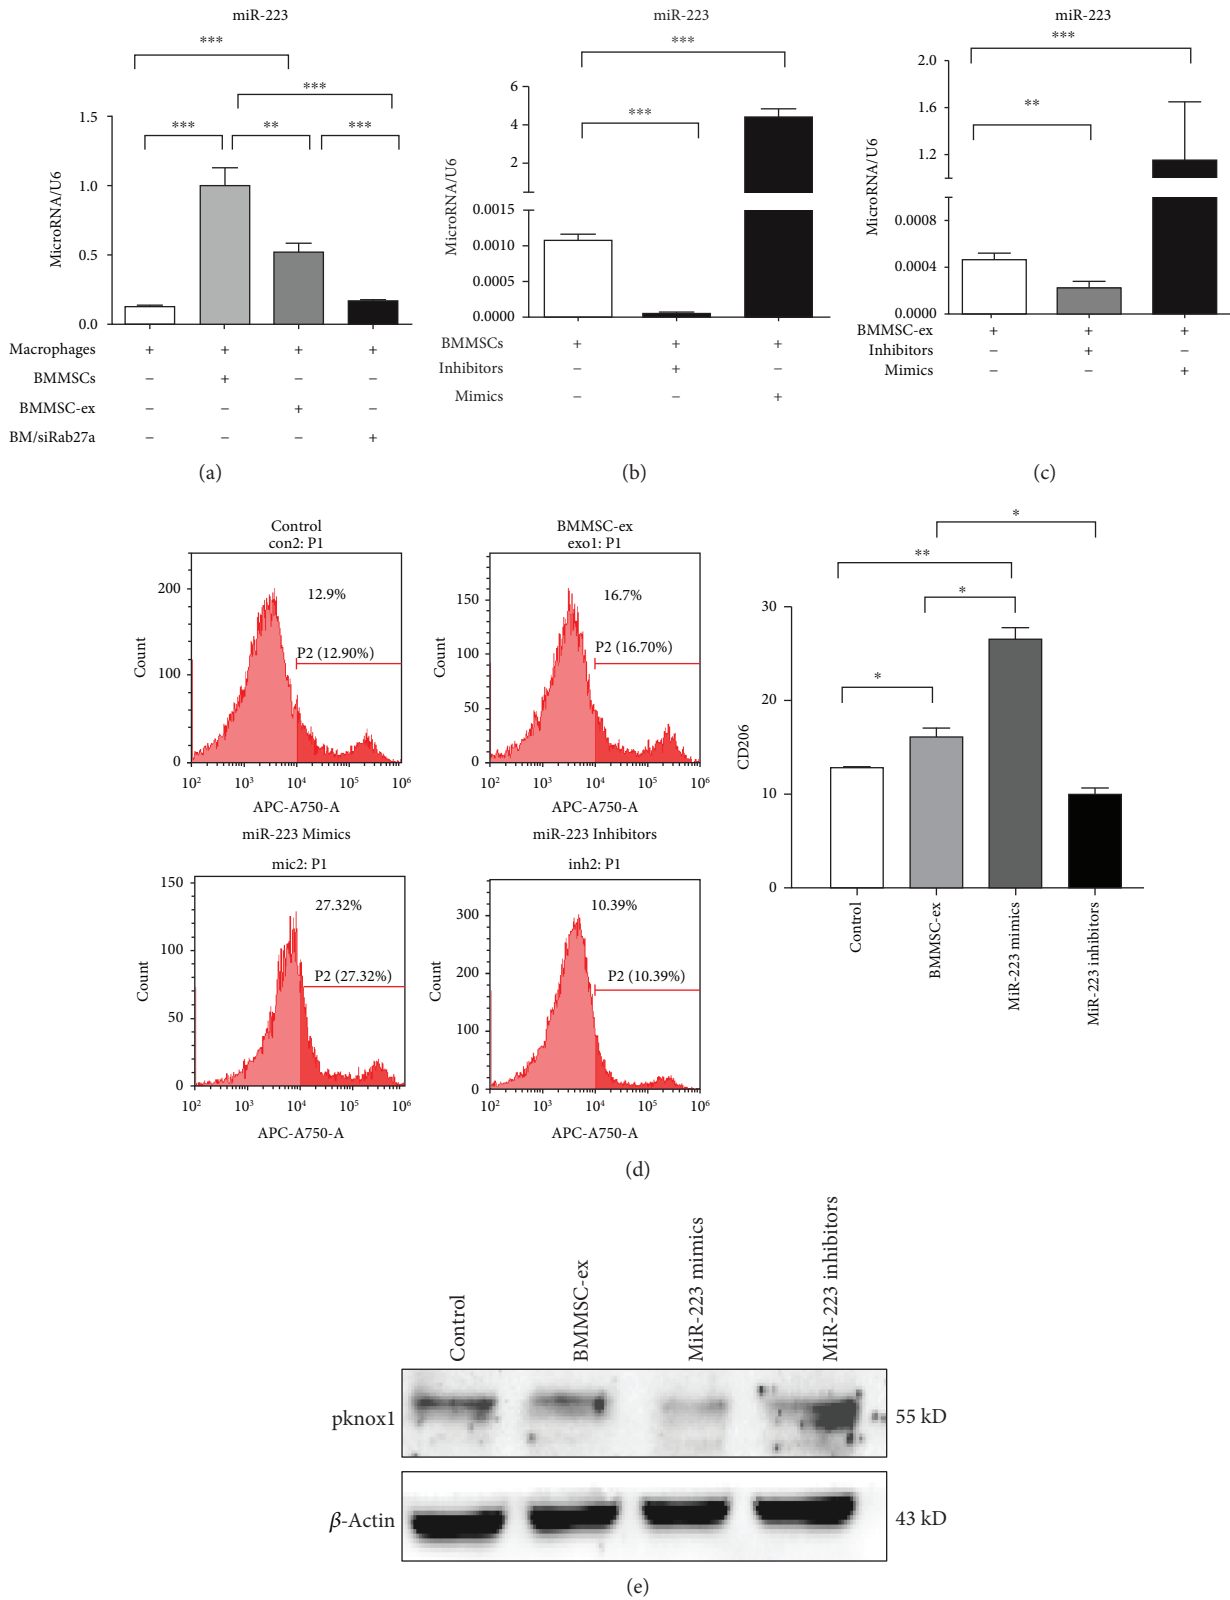 miR-223
***
***
***
**
***
MicroRNA/U6
1.5
1.0
0.5
0.0
Macrophages + + + +
BMMSCs – + – –
BMMSC-ex – – + –
BM/siRab27a – – – +
(a)
miR-223
***
***
MicroRNA/U6
6
4
2
0
0.0015
0.0010
0.0005
0.0000
BMMSCs + + +
Inhibitors – + –
Mimics – – +
(b)
miR-223
***
**
MicroRNA/U6
2.0
1.6
1.2
0.0008
0.0004
0.0000
BMMSC-ex + + +
Inhibitors – + –
Mimics – – +
(c)
Control
con2: P1
12.9%
P2 (12.90%)
Count
200
100
0
10² 10³ 10⁴ 10⁵ 10⁶
APC-A750-A
BMMSC-ex
exo1: P1
16.7%
P2 (16.70%)
Count
150
100
50
0
10² 10³ 10⁴ 10⁵ 10⁶
APC-A750-A
miR-223 Mimics
mic2: P1
27.32%
P2 (27.32%)
Count
150
100
50
0
10² 10³ 10⁴ 10⁵ 10⁶
APC-A750-A
miR-223 Inhibitors
inh2: P1
10.39%
P2 (10.39%)
Count
300
200
100
0
10² 10³ 10⁴ 10⁵ 10⁶
APC-A750-A
*
**
*
*
CD206
30
20
10
0
Control
BMMSC-ex
MiR-223 mimics
MiR-223 inhibitors
(d)
Control
BMMSC-ex
MiR-223 mimics
MiR-223 inhibitors
pknox1
55 kD
β-Actin
43 kD
(e)